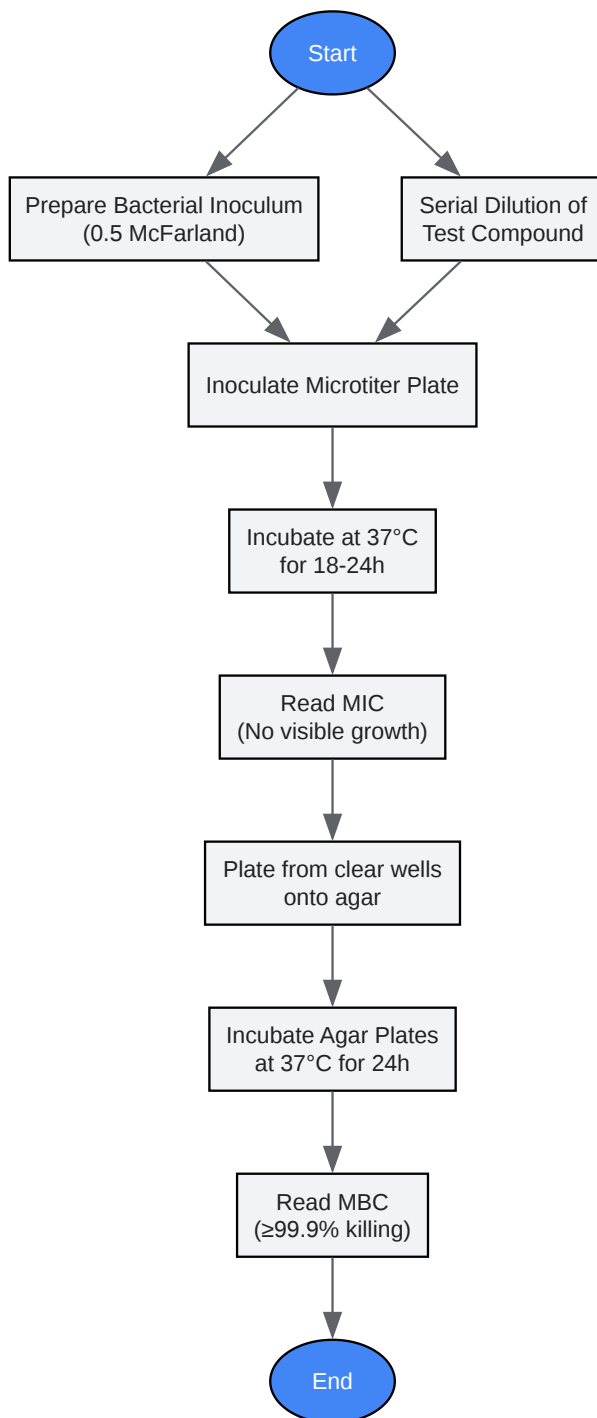 Start
Prepare Bacterial Inoculum
(0.5 McFarland)
Serial Dilution of
Test Compound
Inoculate Microtiter Plate
Incubate at 37°C
for 18-24h
Read MIC
(No visible growth)
Plate from clear wells
onto agar
Incubate Agar Plates
at 37°C for 24h
Read MBC
(≥99.9% killing)
End